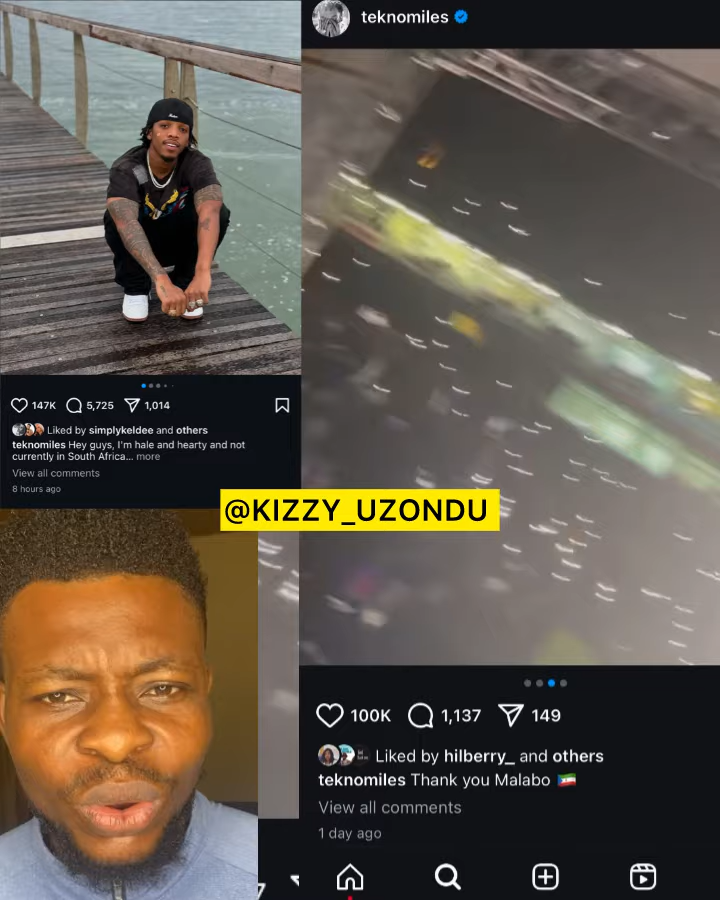 teknomiles
147K 5,725 1,014
Liked by simplykeldee and others
teknomiles Hey guys, I'm hale and hearty and not
currently in South Africa... more
View all comments
8 hours ago
@KIZZY_UZONDU
100K 1,137 149
Liked by hilberry_ and others
teknomiles Thank you Malabo 🇬🇶
View all comments
1 day ago